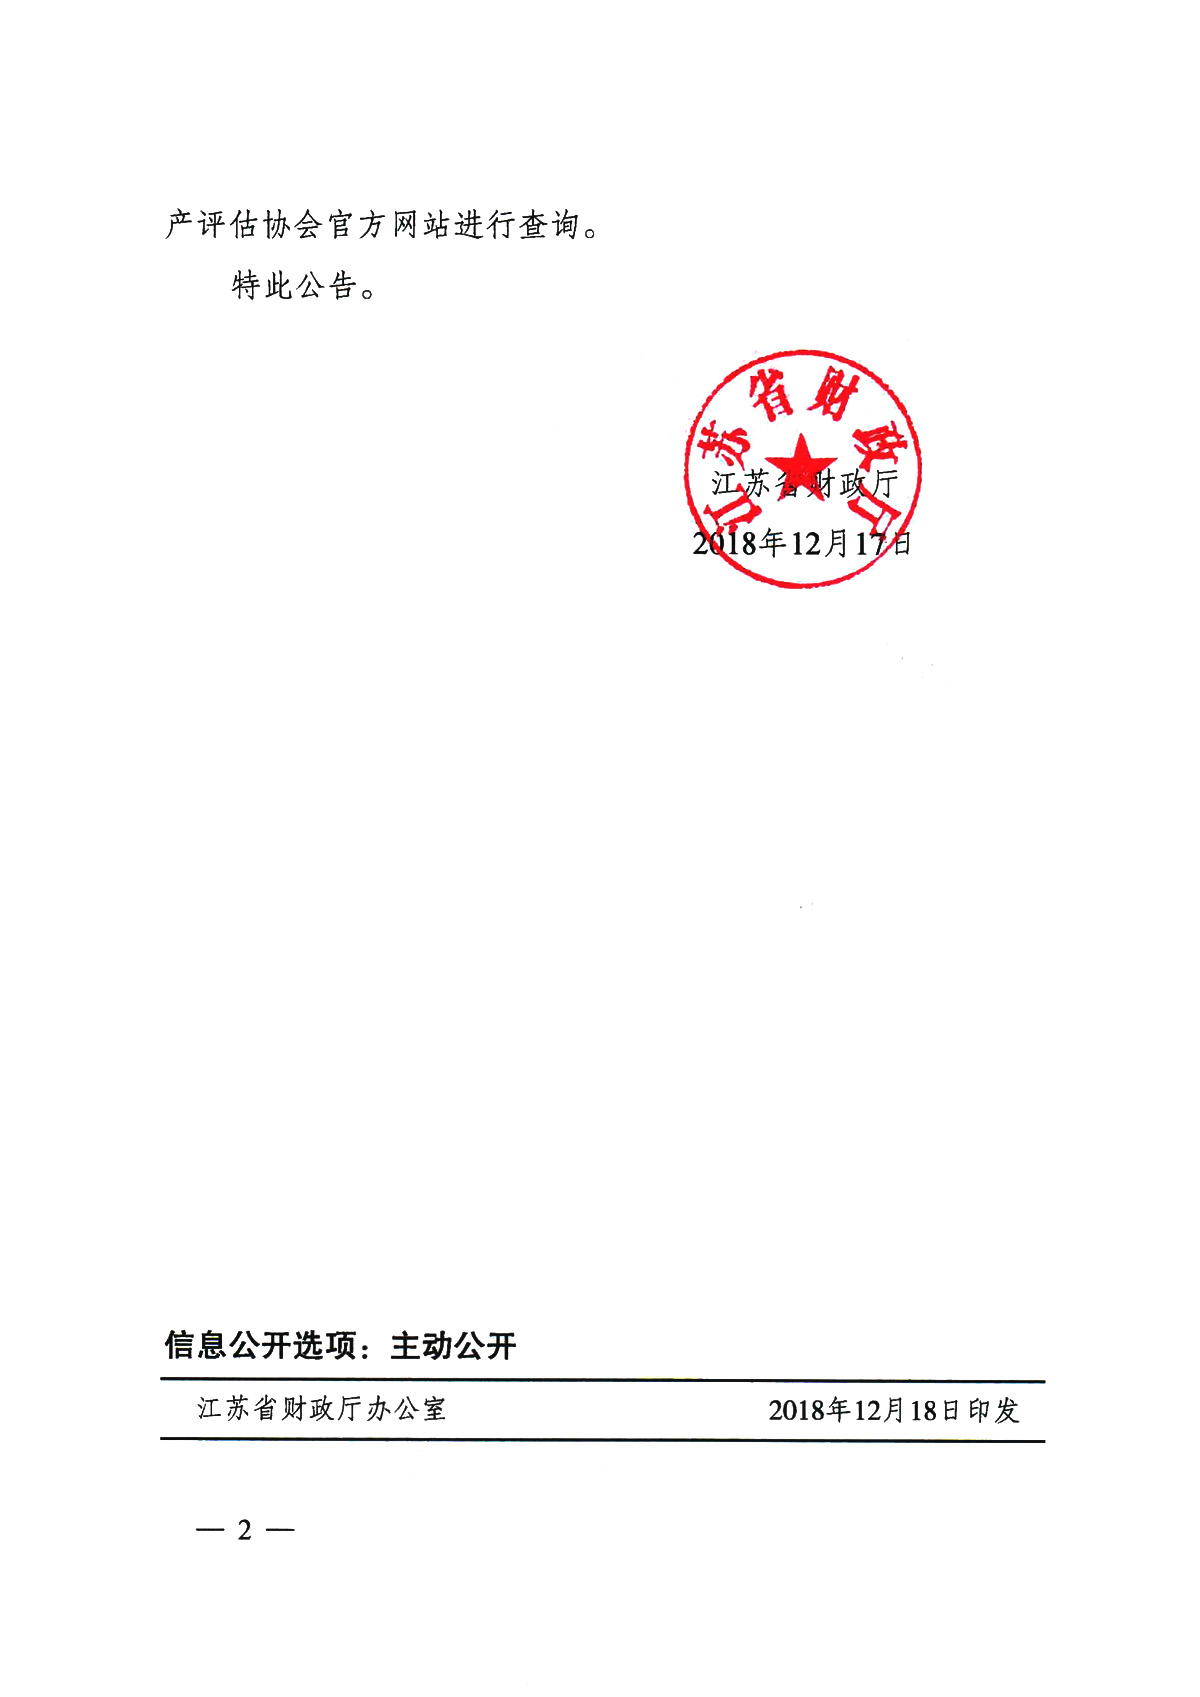 产评估协会官方网站进行查询。
特此公告。
江苏省财政厅
江苏省财政厅
2018年12月17日
信息公开选项：主动公开
江苏省财政厅办公室 2018年12月18日印发
— 2 —